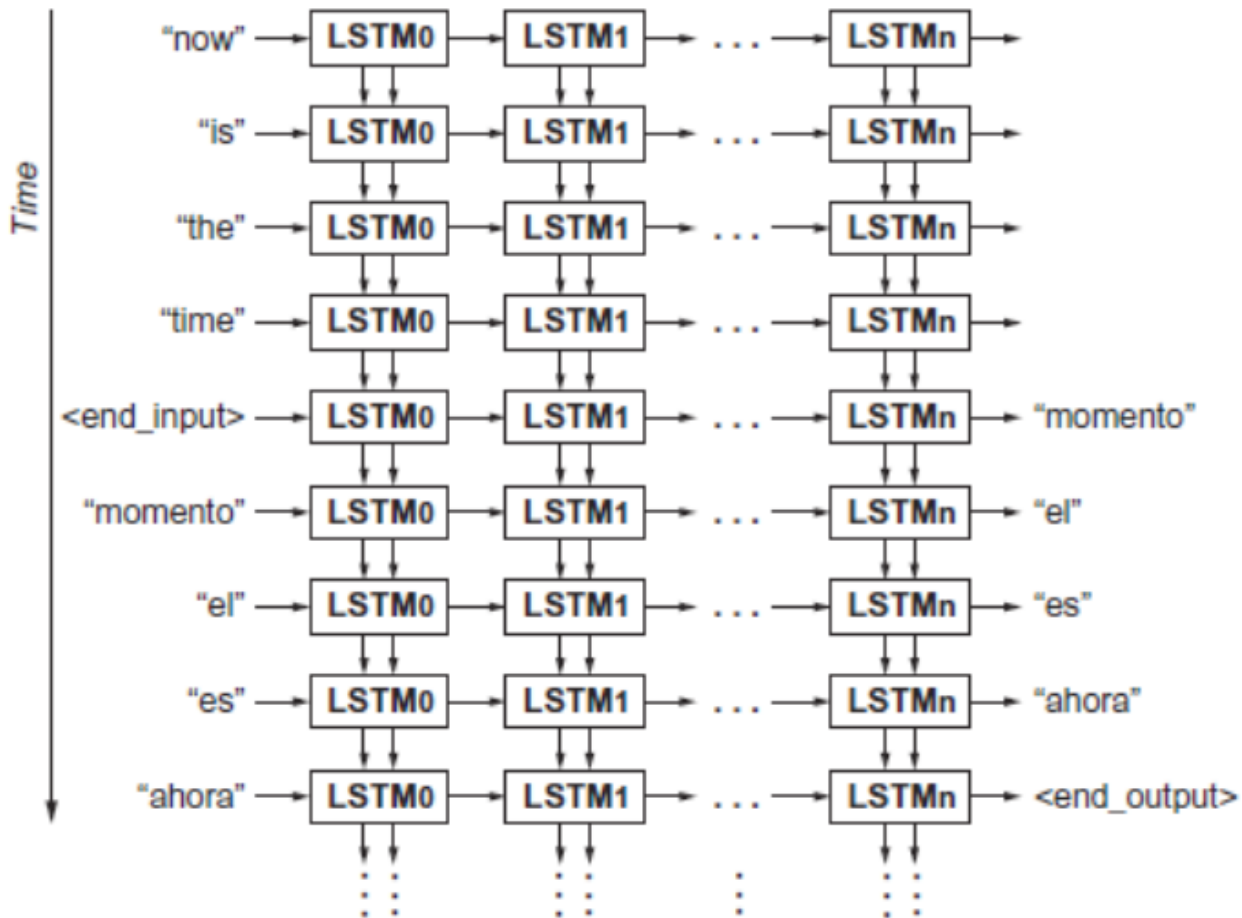 Time
“now” LSTM0 LSTM1 . . . LSTMn
“is” LSTM0 LSTM1 . . . LSTMn
“the” LSTM0 LSTM1 . . . LSTMn
“time” LSTM0 LSTM1 . . . LSTMn
<end_input> LSTM0 LSTM1 . . . LSTMn “momento”
“momento” LSTM0 LSTM1 . . . LSTMn “el”
“el” LSTM0 LSTM1 . . . LSTMn “es”
“es” LSTM0 LSTM1 . . . LSTMn “ahora”
“ahora” LSTM0 LSTM1 . . . LSTMn <end_output>